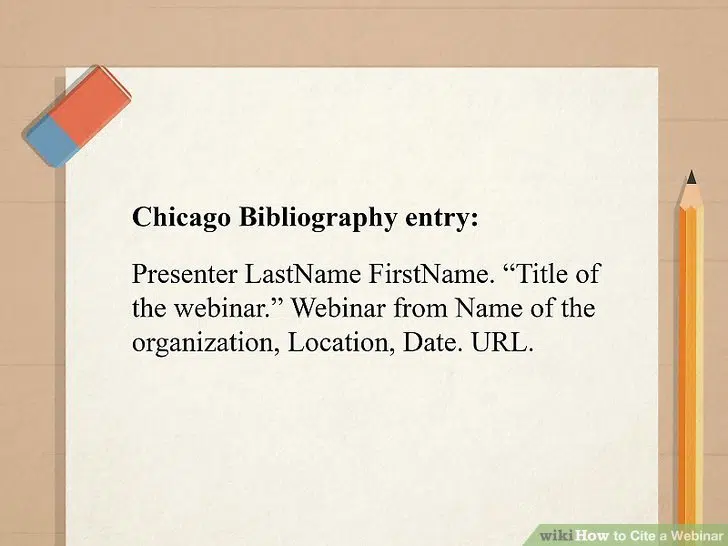 Chicago Bibliography entry:
Presenter LastName FirstName. “Title of
the webinar.” Webinar from Name of the
organization, Location, Date. URL.
wikiHow to Cite a Webinar